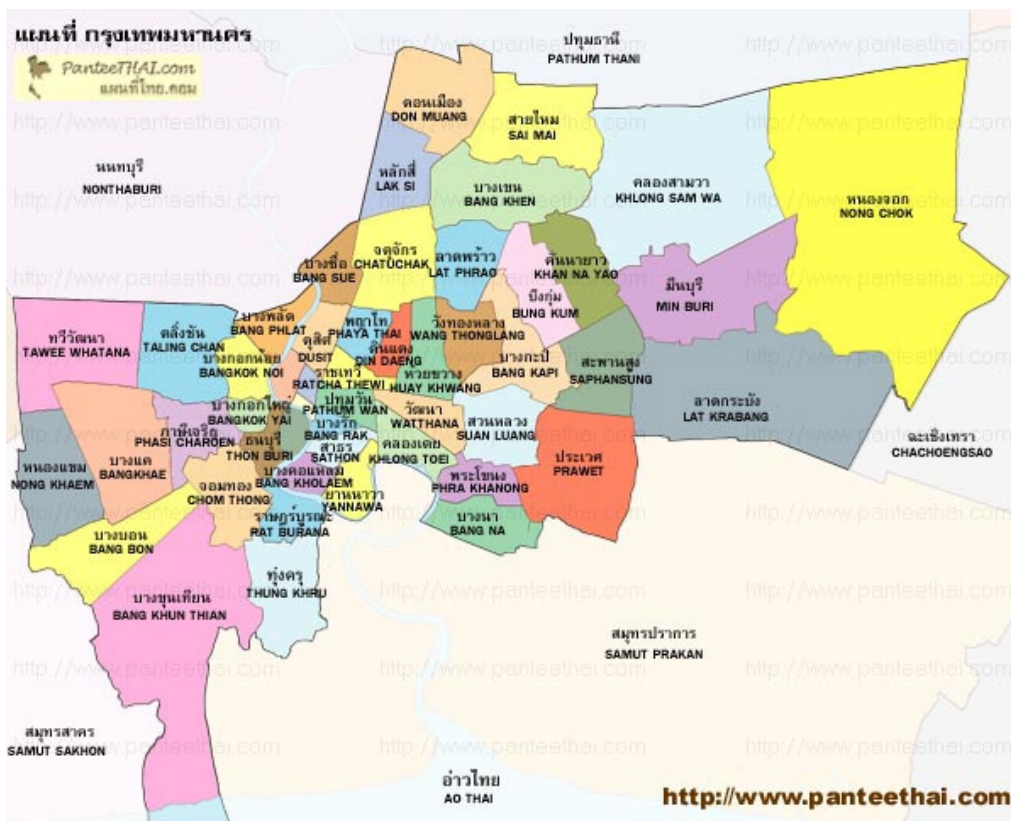 แผนที่ กรุงเทพมหานคร
PanteeTHAI.com
แผนที่ไทย.คอม
ปทุมธานี
PATHUM THANI
ดอนเมือง
DON MUANG
สายไหม
SAI MAI
นนทบุรี
NONTHABURI
หลักสี่
LAK SI
บางเขน
BANG KHEN
คลองสามวา
KHLONG SAM WA
หนองจอก
NONG CHOK
จตุจักร
CHATUCHAK
ลาดพร้าว
LAT PHRAO
คันนายาว
KHAN NA YAO
บางซื่อ
BANG SUE
บึงกุ่ม
BUNG KUM
มีนบุรี
MIN BURI
ทวีวัฒนา
TAWEE WHATANA
ตลิ่งชัน
TALING CHAN
บางพลัด
BANG PHLAT
ดุสิต
DUSIT
พญาไท
PHAYA THAI
วังทองหลาง
WANG THONGLANG
ดินแดง
DIN DAENG
บางกอกน้อย
BANGKOK NOI
ราชเทวี
RATCHA THEWI
ห้วยขวาง
HUAY KHWANG
บางกะปิ
BANG KAPI
สะพานสูง
SAPHANSUNG
ลาดกระบัง
LAT KRABANG
บางกอกใหญ่
BANGKOK YAI
ปทุมวัน
PATHUM WAN
วัฒนา
WATTHANA
สวนหลวง
SUAN LUANG
ภาษีเจริญ
PHASI CHAROEN
ธนบุรี
THON BURI
บางรัก
BANG RAK
สาธร
SATHON
คลองเตย
KHLONG TOEI
ประเวศ
PRAWET
ฉะเชิงเทรา
CHACHOENGSAO
หนองแขม
NONG KHAEM
บางแค
BANGKHAE
จอมทอง
CHOM THONG
บางคอแหลม
BANG KHOLAEM
ยานนาวา
YANNAWA
พระโขนง
PHRA KHANONG
บางบอน
BANG BON
ราษฎร์บูรณะ
RAT BURANA
บางนา
BANG NA
ทุ่งครุ
THUNG KHRU
บางขุนเทียน
BANG KHUN THIAN
สมุทรปราการ
SAMUT PRAKAN
สมุทรสาคร
SAMUT SAKHON
อ่าวไทย
AO THAI
http://www.panteethai.com